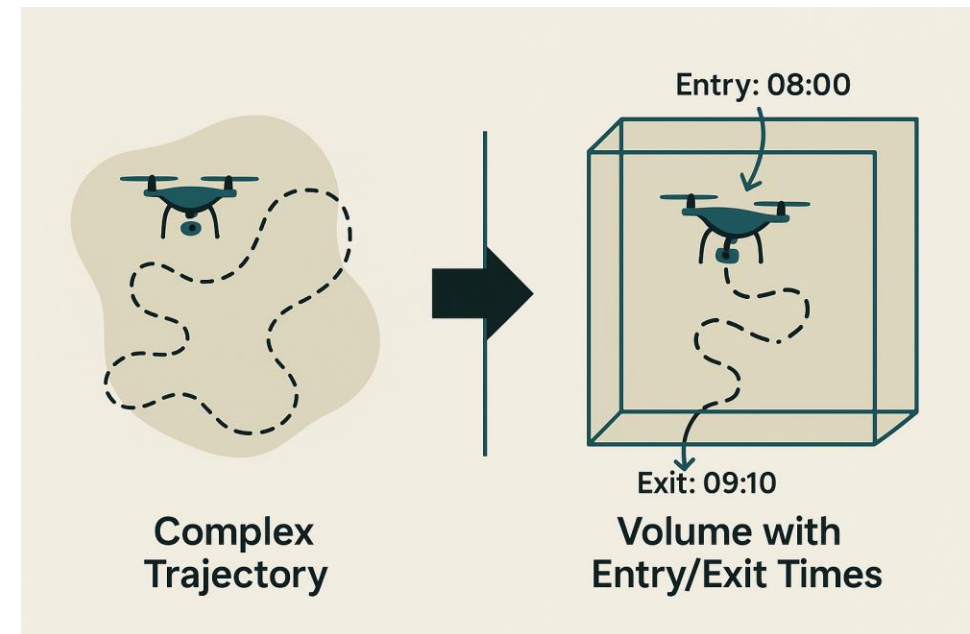 Entry: 08:00
Exit: 09:10
Complex
Trajectory
Volume with
Entry/Exit Times